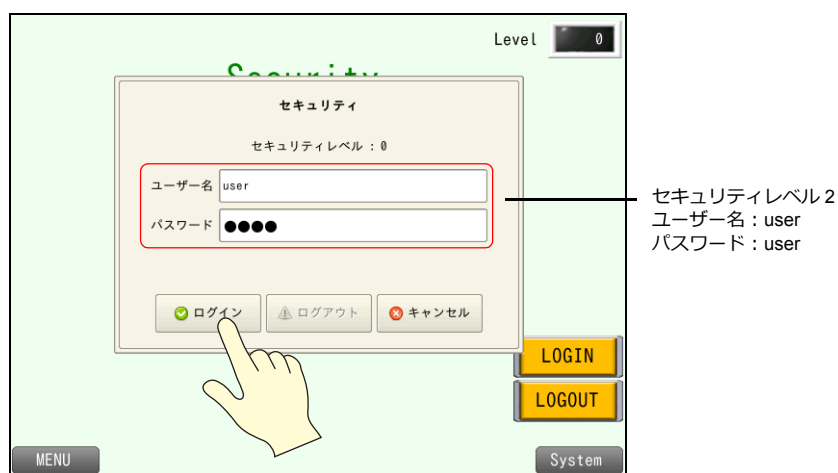 Level 0
Security
セキュリティ
セキュリティレベル : 0
ユーザー名 user
パスワード ●●●●
ログイン ログアウト キャンセル
セキュリティレベル 2
ユーザー名：user
パスワード：user
LOGIN
LOGOUT
MENU System